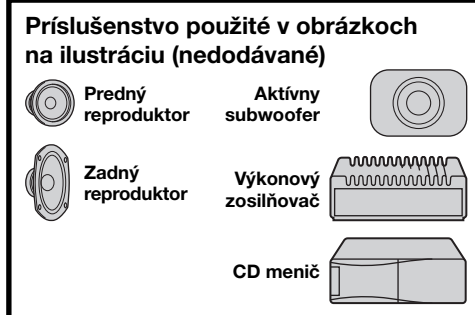 Príslušenstvo použité v obrázkoch
na ilustráciu (nedodávané)
Predný
reproduktor
Aktívny
subwoofer
Zadný
reproduktor
Výkonový
zosilňovač
CD menič